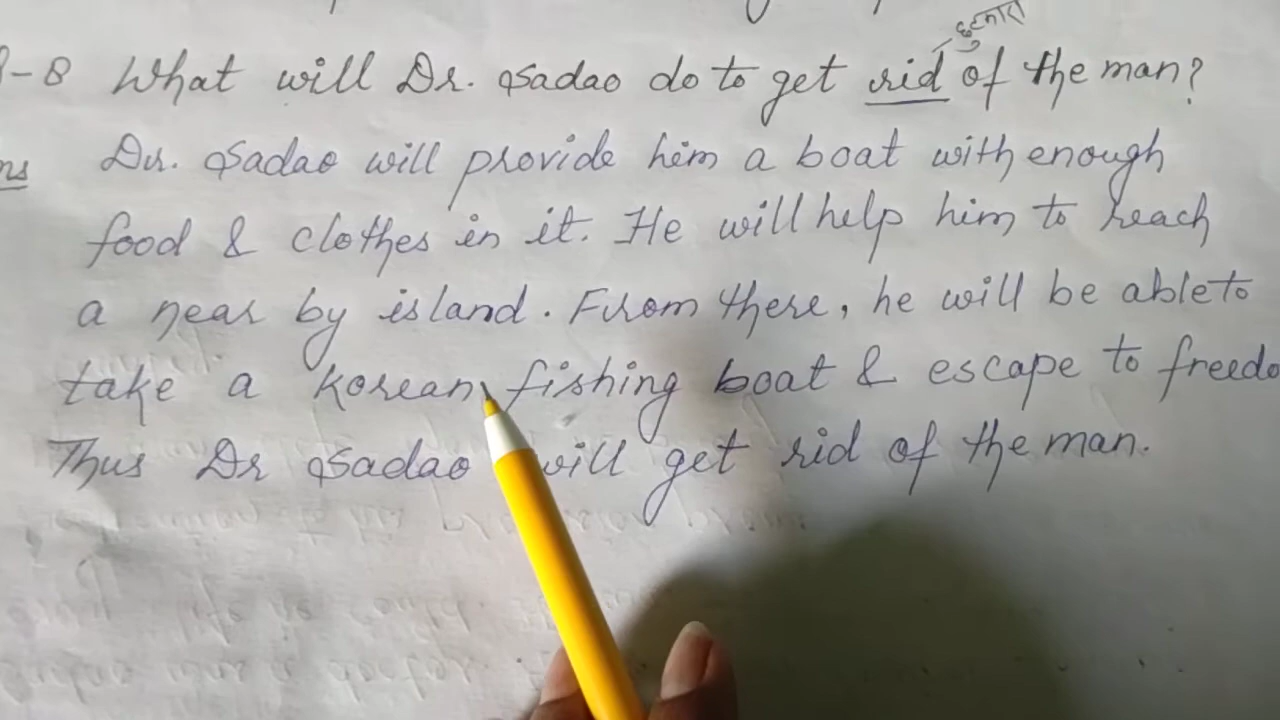 -8 What will Dr. Sadao do to get rid of the man?
ns Dr. Sadao will provide him a boat with enough
food & clothes in it. He will help him to reach
a near by island. From there, he will be able to
take a Korean fishing boat & escape to freedo
Thus Dr Sadao will get rid of the man.